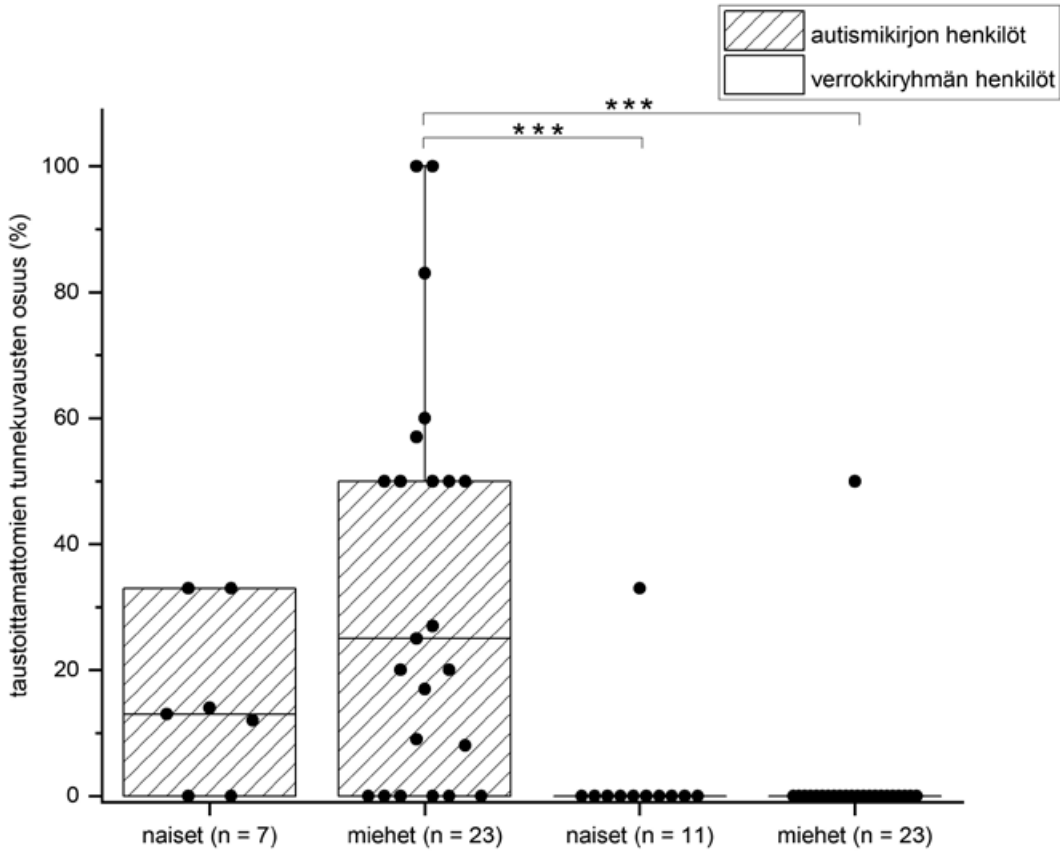 autismikirjon henkilöt
verrokkiryhmän henkilöt
***
***
taustoittamattomien tunnekuvausten osuus (%)
100
80
60
40
20
0
naiset (n = 7) miehet (n = 23) naiset (n = 11) miehet (n = 23)